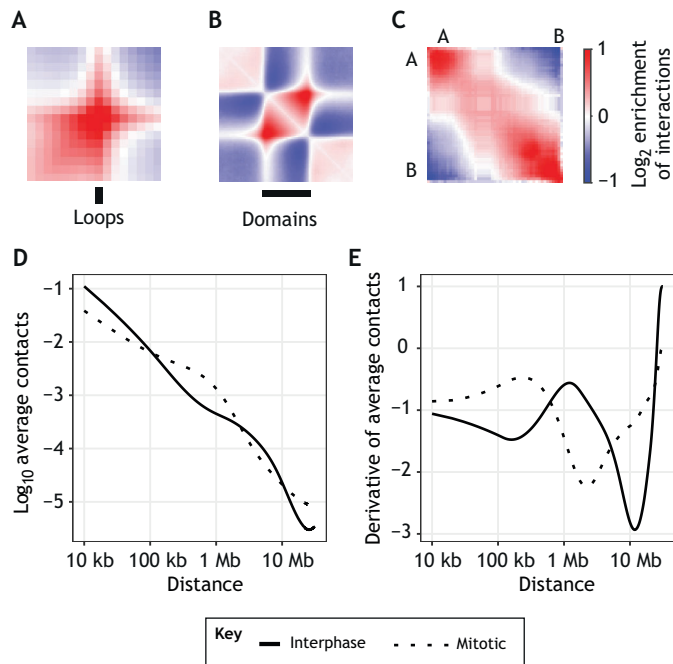 A
B
C
A
B
A
B
1
0
−1
Log2 enrichment
of interactions
Loops
Domains
D
E
−1
−2
−3
−4
−5
Log10 average contacts
10 kb
100 kb
1 Mb
10 Mb
Distance
1
0
−1
−2
−3
Derivative of average contacts
10 kb
100 kb
1 Mb
10 Mb
Distance
Key
Interphase
Mitotic